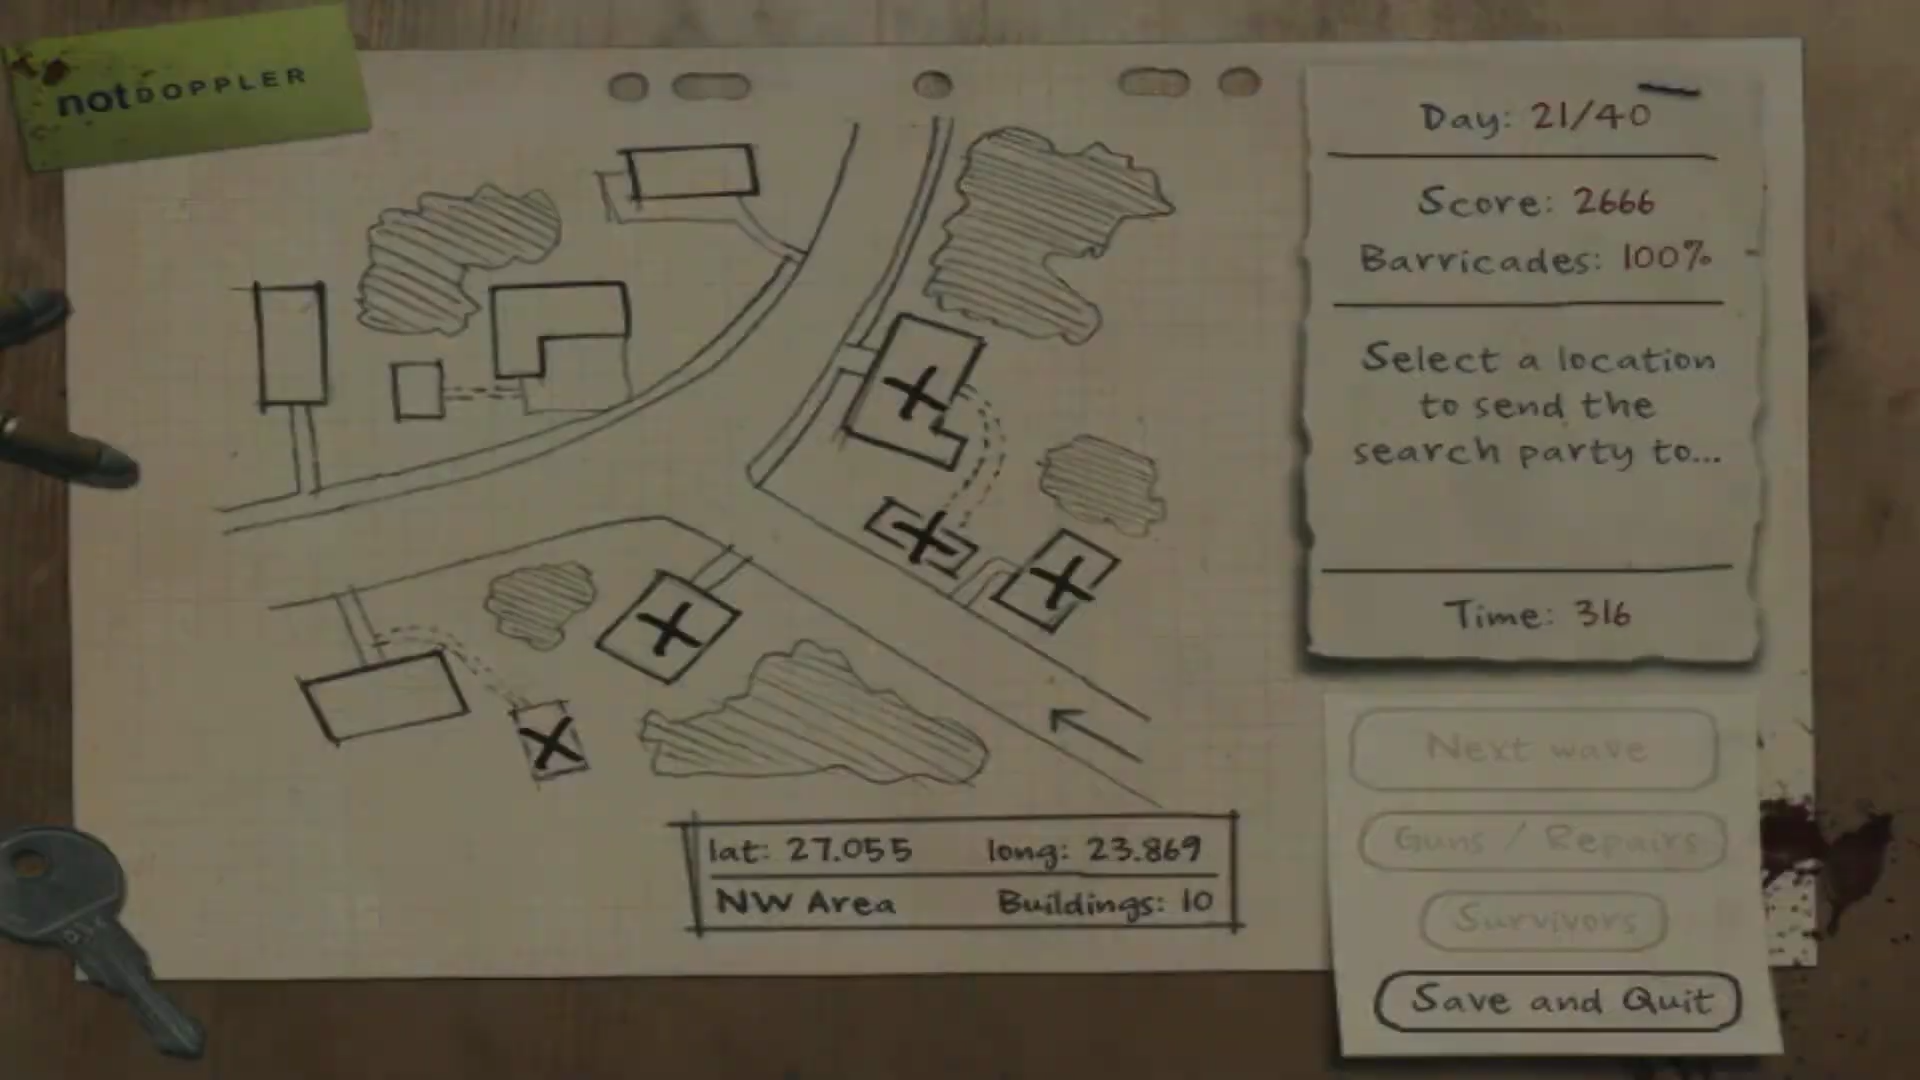 notDOPPLER
Day: 21/40
Score: 2666
Barricades: 100%
Select a location
to send the
search party to...
Time: 316
Next wave
Guns / Repairs
Survivors
Save and Quit
lat: 27.055 long: 23.869
NW Area Buildings: 10